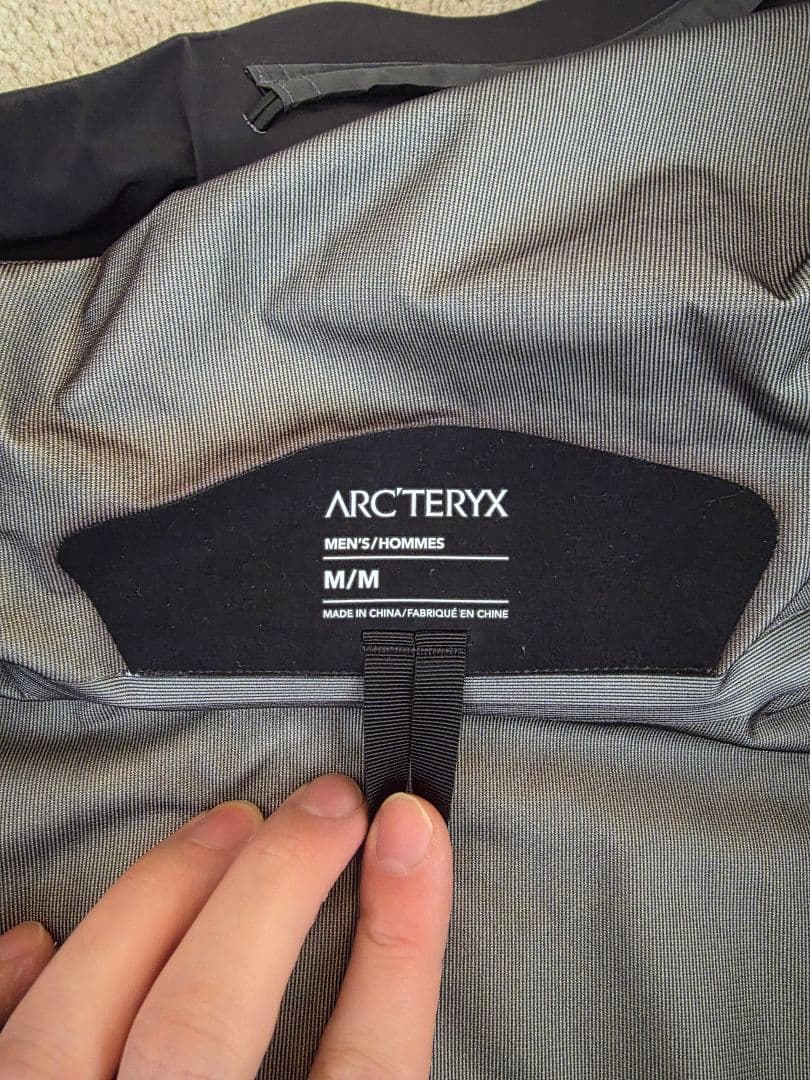 ARC'TERYX
MEN'S/HOMMES
M/M
MADE IN CHINA/FABRIQUÉ EN CHINE